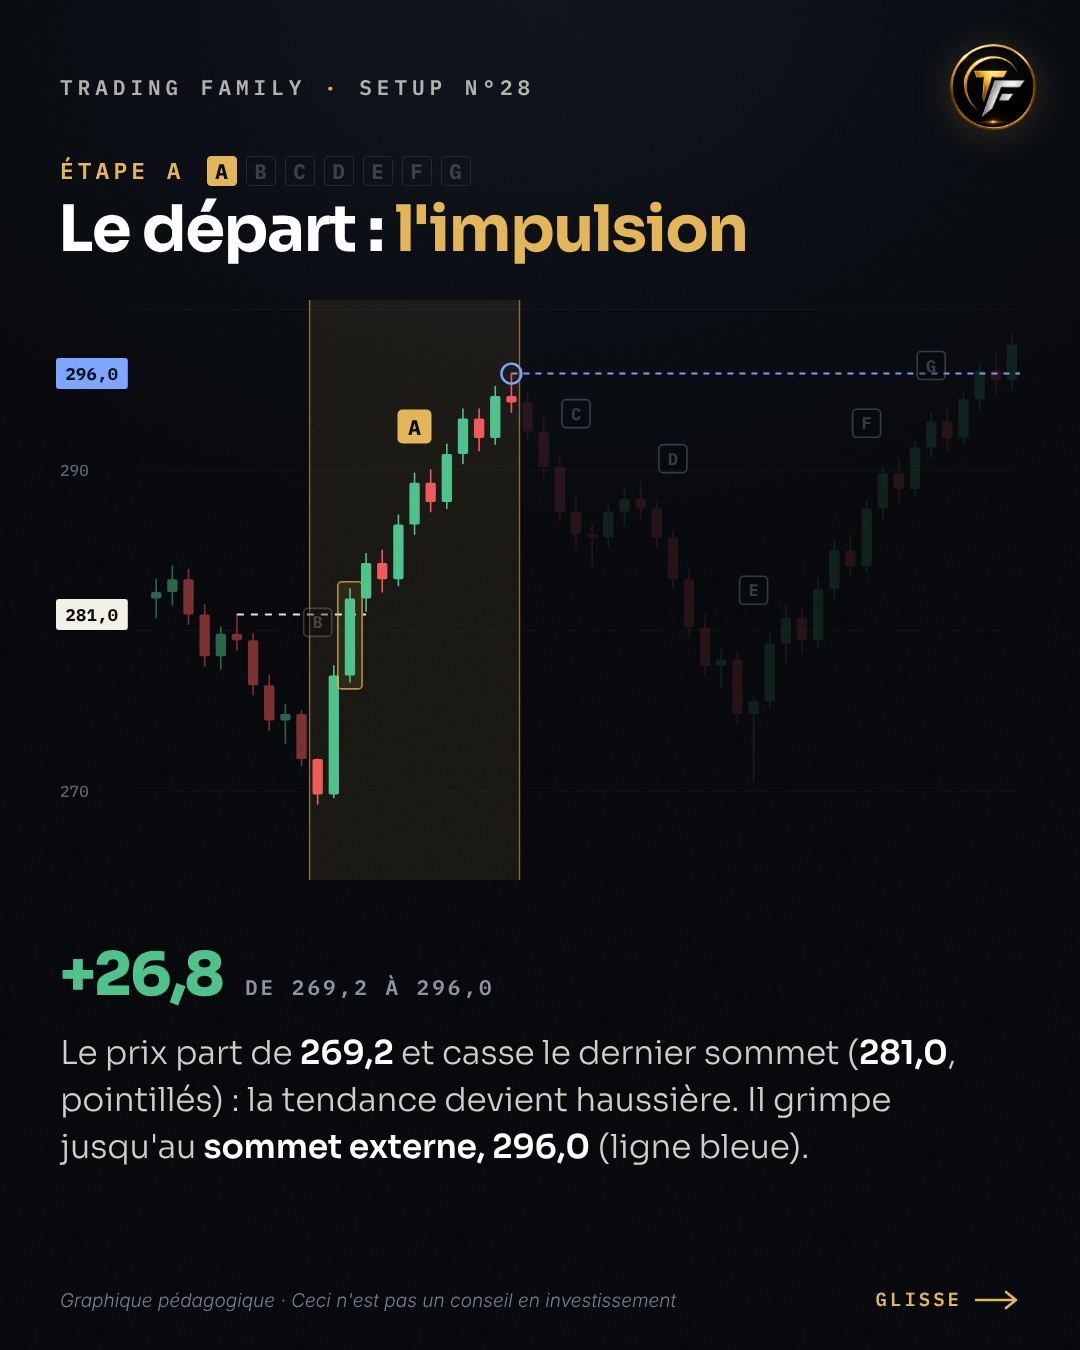 TRADING FAMILY · SETUP N°28
TF
ÉTAPE A A B C D E F G
Le départ : l'impulsion
296,0
G
C
A
F
D
290
E
281,0
B
270
+26,8 DE 269,2 À 296,0
Le prix part de 269,2 et casse le dernier sommet (281,0,
pointillés) : la tendance devient haussière. Il grimpe
jusqu'au sommet externe, 296,0 (ligne bleue).
Graphique pédagogique · Ceci n'est pas un conseil en investissement
GLISSE →